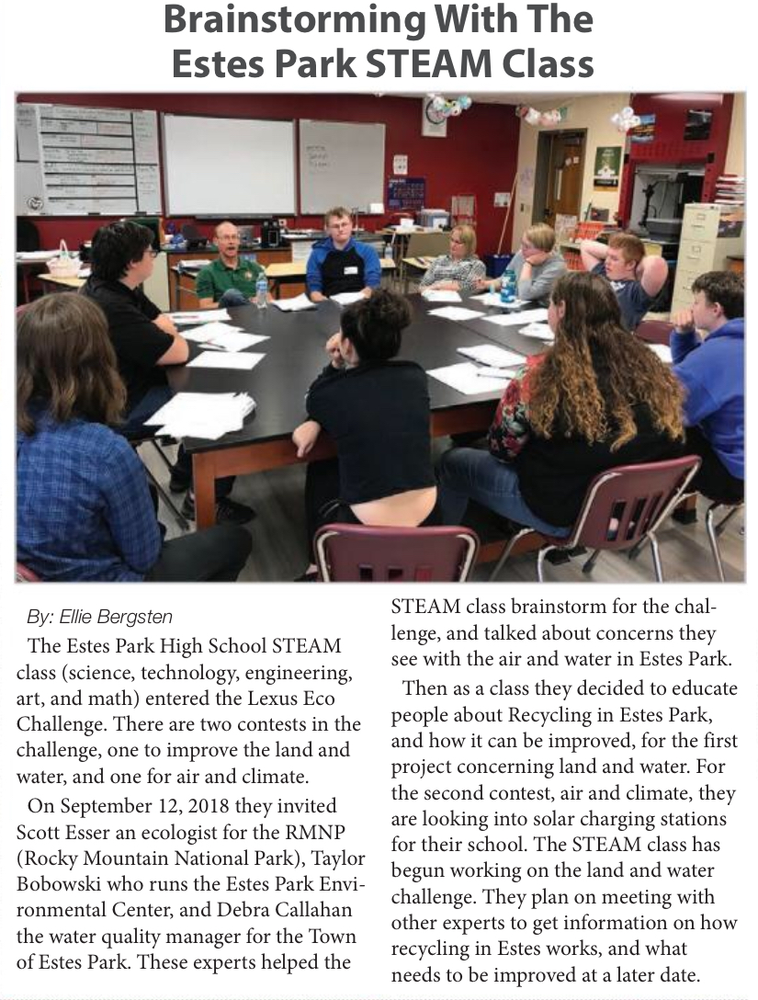 Brainstorming With The
Estes Park STEAM Class
By: Ellie Bergsten
The Estes Park High School STEAM
class (science, technology, engineering,
art, and math) entered the Lexus Eco
Challenge. There are two contests in the
challenge, one to improve the land and
water, and one for air and climate.
On September 12, 2018 they invited
Scott Esser an ecologist for the RMNP
(Rocky Mountain National Park), Taylor
Bobowski who runs the Estes Park Envi-
ronmental Center, and Debra Callahan
the water quality manager for the Town
of Estes Park. These experts helped the
STEAM class brainstorm for the chal-
lenge, and talked about concerns they
see with the air and water in Estes Park.
Then as a class they decided to educate
people about Recycling in Estes Park,
and how it can be improved, for the first
project concerning land and water. For
the second contest, air and climate, they
are looking into solar charging stations
for their school. The STEAM class has
begun working on the land and water
challenge. They plan on meeting with
other experts to get information on how
recycling in Estes works, and what
needs to be improved at a later date.